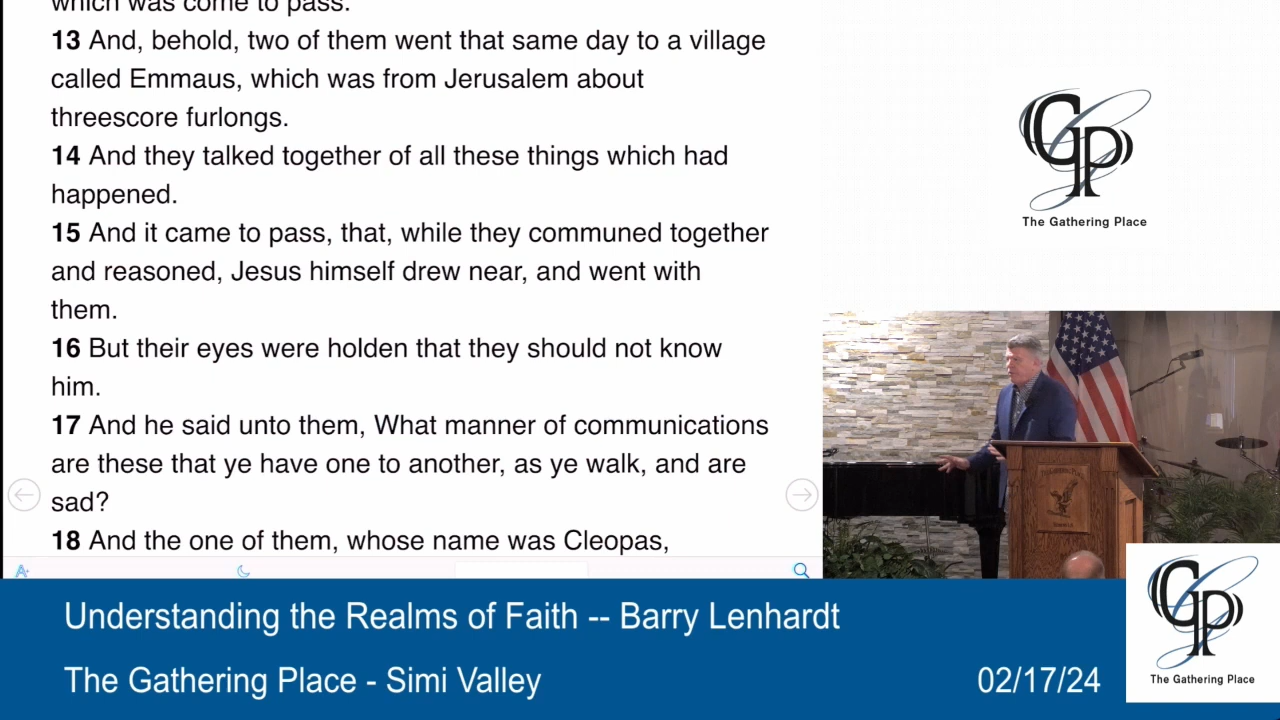 which was come to pass.
13 And, behold, two of them went that same day to a village
called Emmaus, which was from Jerusalem about
threescore furlongs.
14 And they talked together of all these things which had
happened.
15 And it came to pass, that, while they communed together
and reasoned, Jesus himself drew near, and went with
them.
16 But their eyes were holden that they should not know
him.
17 And he said unto them, What manner of communications
are these that ye have one to another, as ye walk, and are
sad?
18 And the one of them, whose name was Cleopas,
GP
The Gathering Place
Understanding the Realms of Faith -- Barry Lenhardt
The Gathering Place - Simi Valley
02/17/24
GP
The Gathering Place